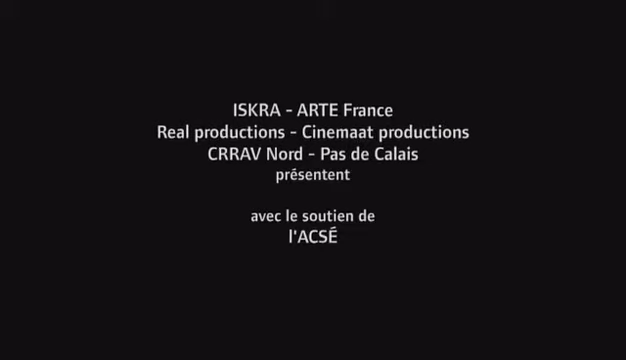 ISKRA - ARTE France
Real productions - Cinemaat productions
CRRAV Nord - Pas de Calais
présentent
avec le soutien de
l'ACSÉ